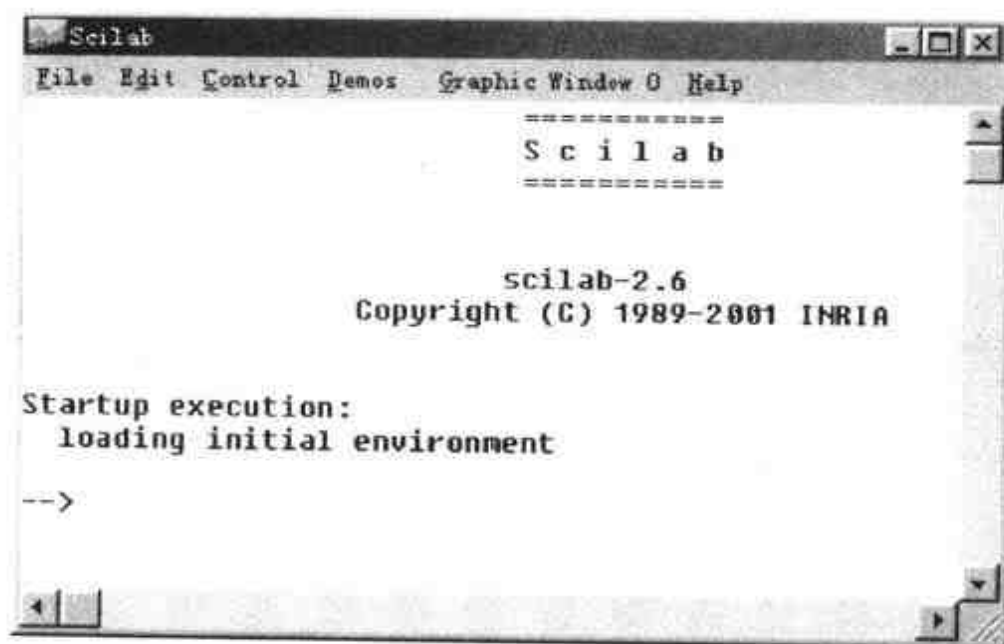 Scilab
File Edit Control Demos Graphic Window 0 Help
===========
S c i l a b
===========
scilab-2.6
Copyright (C) 1989-2001 INRIA
Startup execution:
loading initial environment
-->